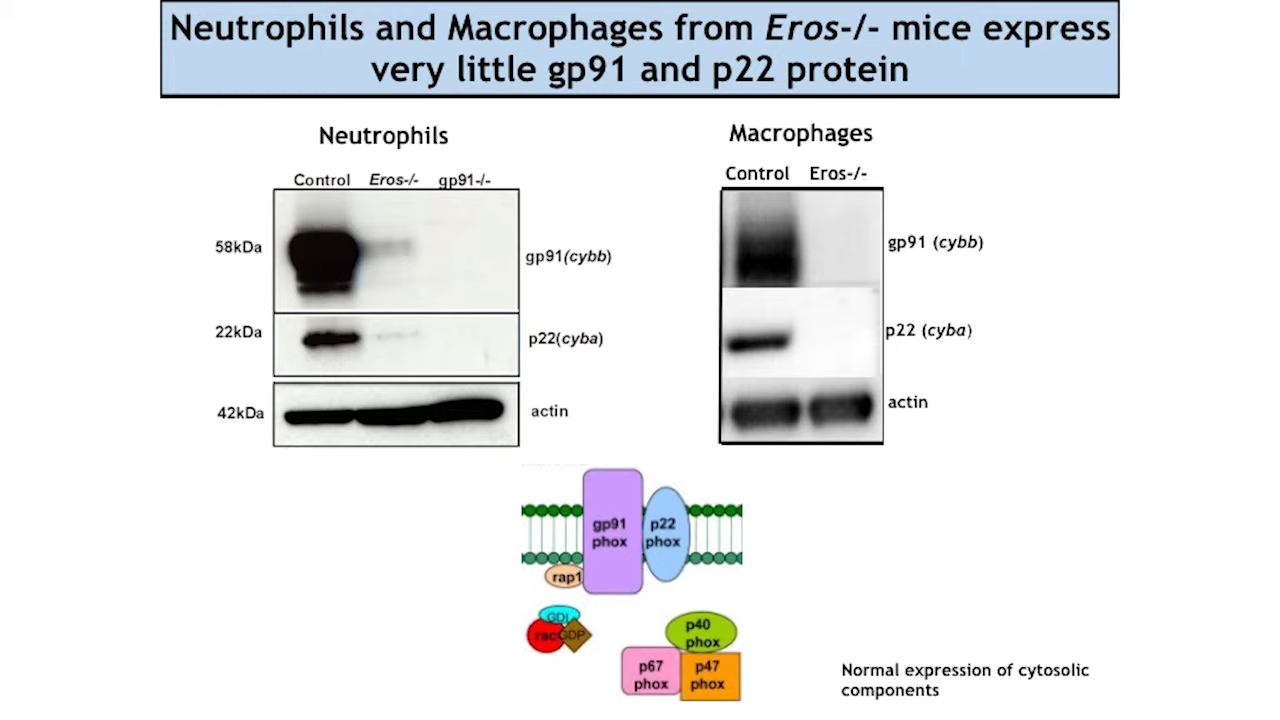 Neutrophils and Macrophages from Eros-/- mice express
very little gp91 and p22 protein
Neutrophils
Control Eros-/- gp91-/-
58kDa
gp91(cybb)
22kDa
p22(cyba)
42kDa
actin
Macrophages
Control Eros-/-
gp91 (cybb)
p22 (cyba)
actin
gp91
phox
p22
phox
rap1
GDI
rac GDP
p40
phox
p67
phox
p47
phox
Normal expression of cytosolic
components